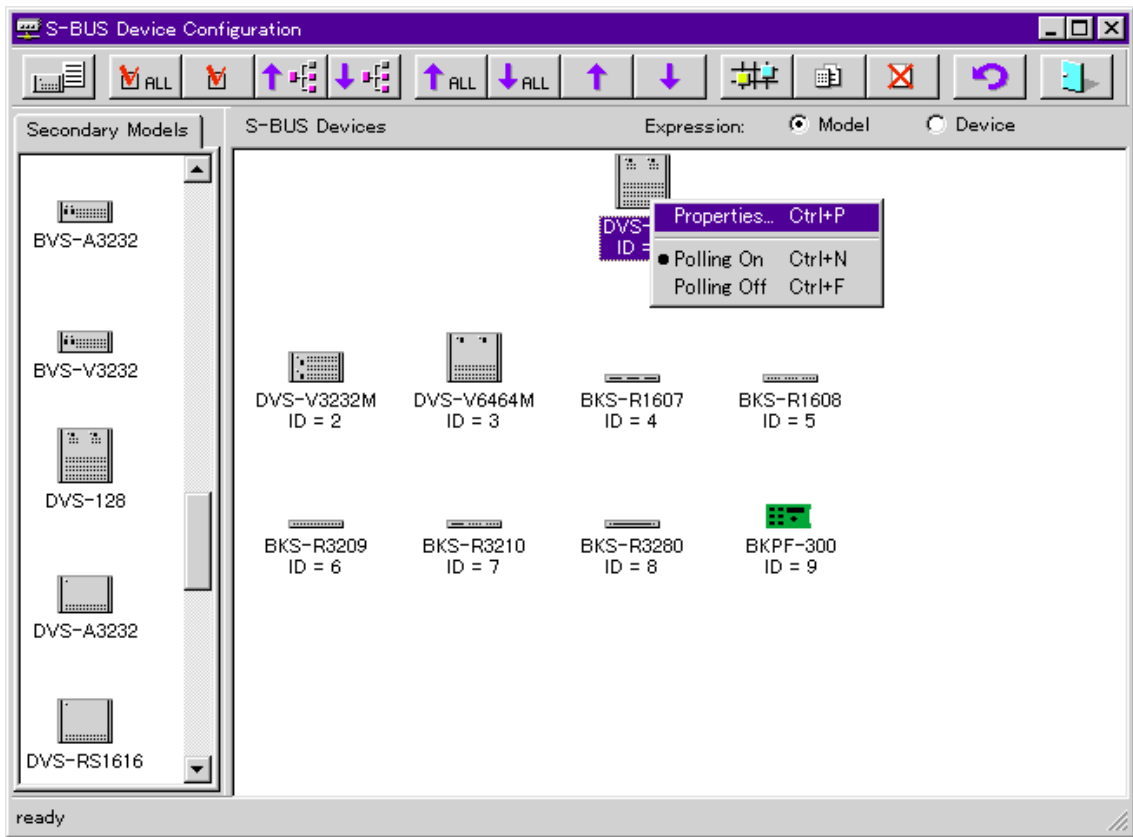 S-BUS Device Configuration
ALL
ALL
ALL
Secondary Models
S-BUS Devices Expression: Model Device
BVS-A3232
BVS-V3232
DVS-128
DVS-A3232
DVS-RS1616
DVS-
ID =
Properties... Ctrl+P
Polling On Ctrl+N
Polling Off Ctrl+F
DVS-V3232M
ID = 2
DVS-V6464M
ID = 3
BKS-R1607
ID = 4
BKS-R1608
ID = 5
BKS-R3209
ID = 6
BKS-R3210
ID = 7
BKS-R3280
ID = 8
BKPF-300
ID = 9
ready